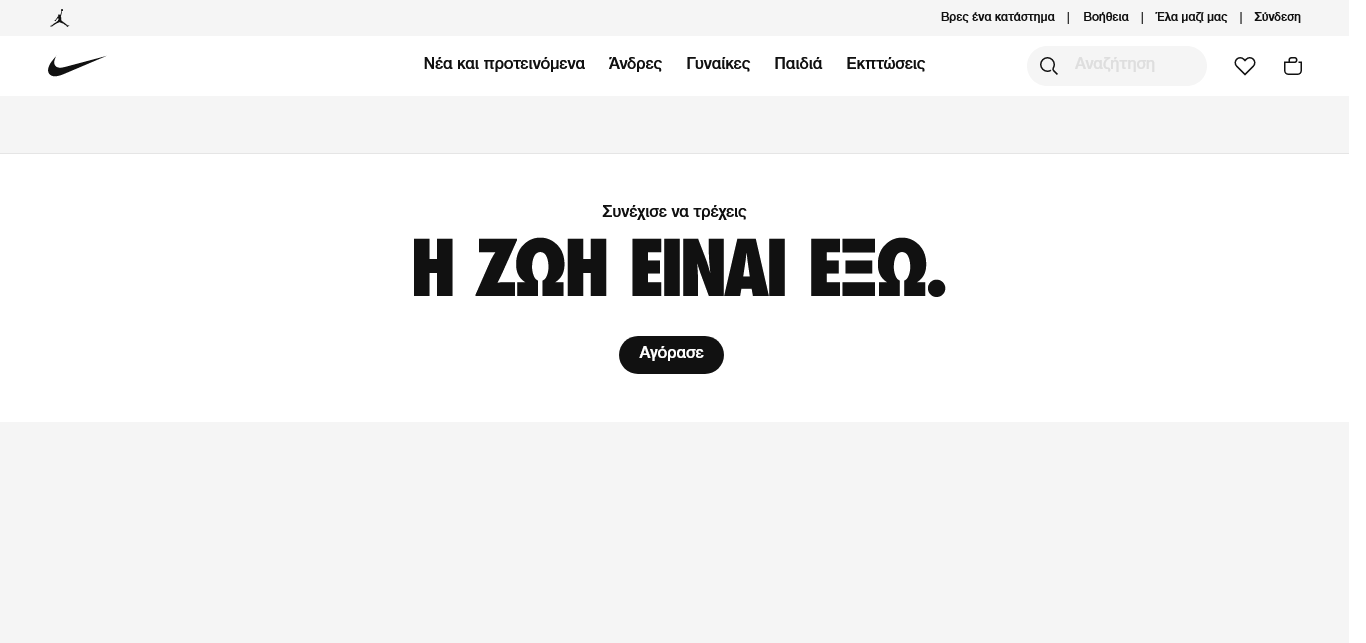 Βρες ένα κατάστημα | Βοήθεια | Έλα μαζί μας | Σύνδεση
Νέα και προτεινόμενα Άνδρες Γυναίκες Παιδιά Εκπτώσεις Αναζήτηση
Συνέχισε να τρέχεις
Η ΖΩΗ ΕΙΝΑΙ ΕΞΩ.
Αγόρασε